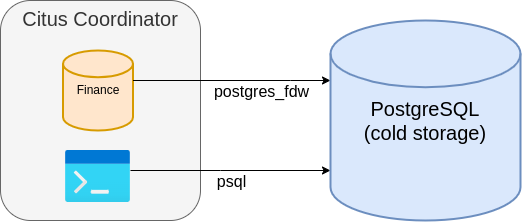 Citus Coordinator
Finance
postgres_fdw
PostgreSQL
(cold storage)
psql